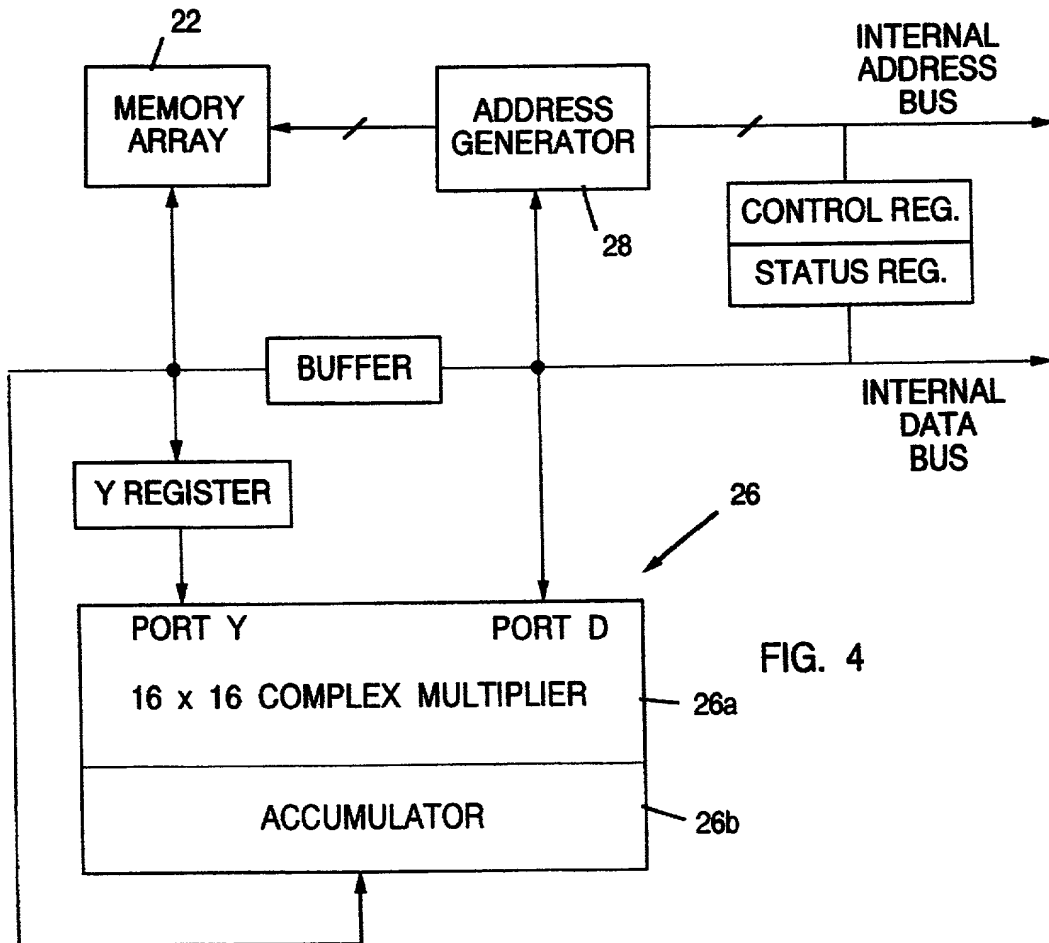 22
MEMORY
ARRAY
ADDRESS
GENERATOR
28
INTERNAL
ADDRESS
BUS
CONTROL REG.
STATUS REG.
BUFFER
INTERNAL
DATA
BUS
Y REGISTER
26
PORT Y PORT D
16 x 16 COMPLEX MULTIPLIER
26a
ACCUMULATOR
26b
FIG. 4